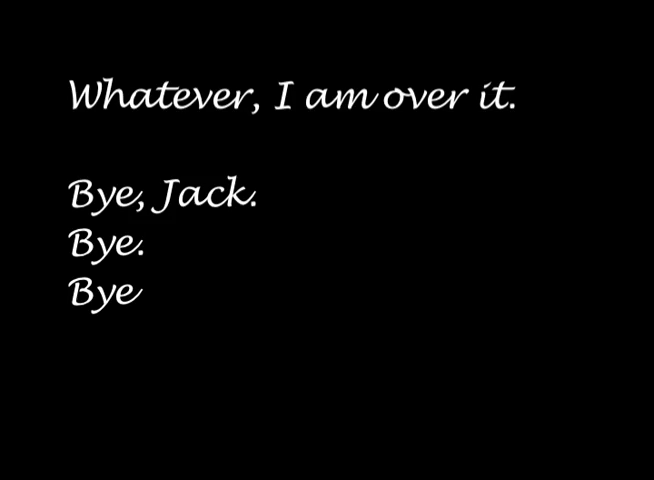 Whatever, I am over it.
Bye, Jack.
Bye.
Bye